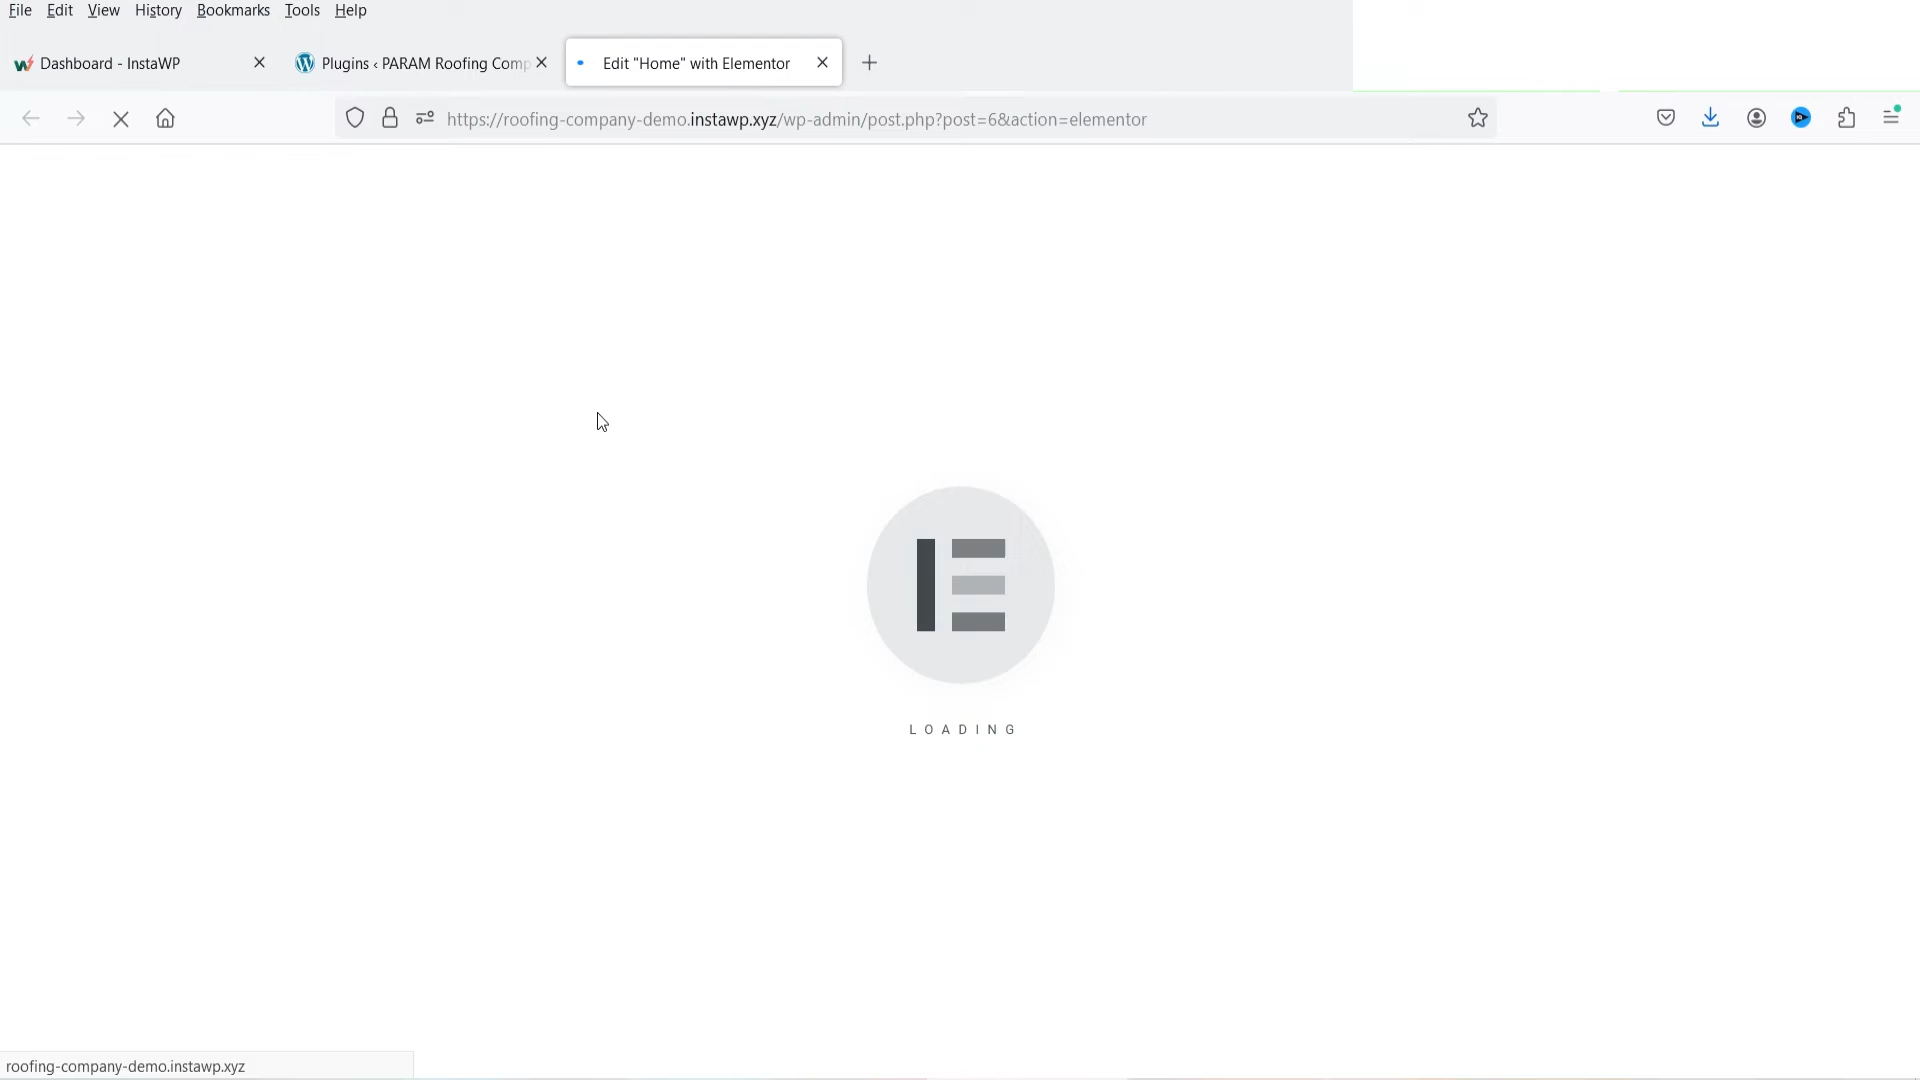 File Edit View History Bookmarks Tools Help
Dashboard - InstaWP
Plugins ‹ PARAM Roofing Comp
Edit "Home" with Elementor
https://roofing-company-demo.instawp.xyz/wp-admin/post.php?post=6&action=elementor
LOADING
roofing-company-demo.instawp.xyz